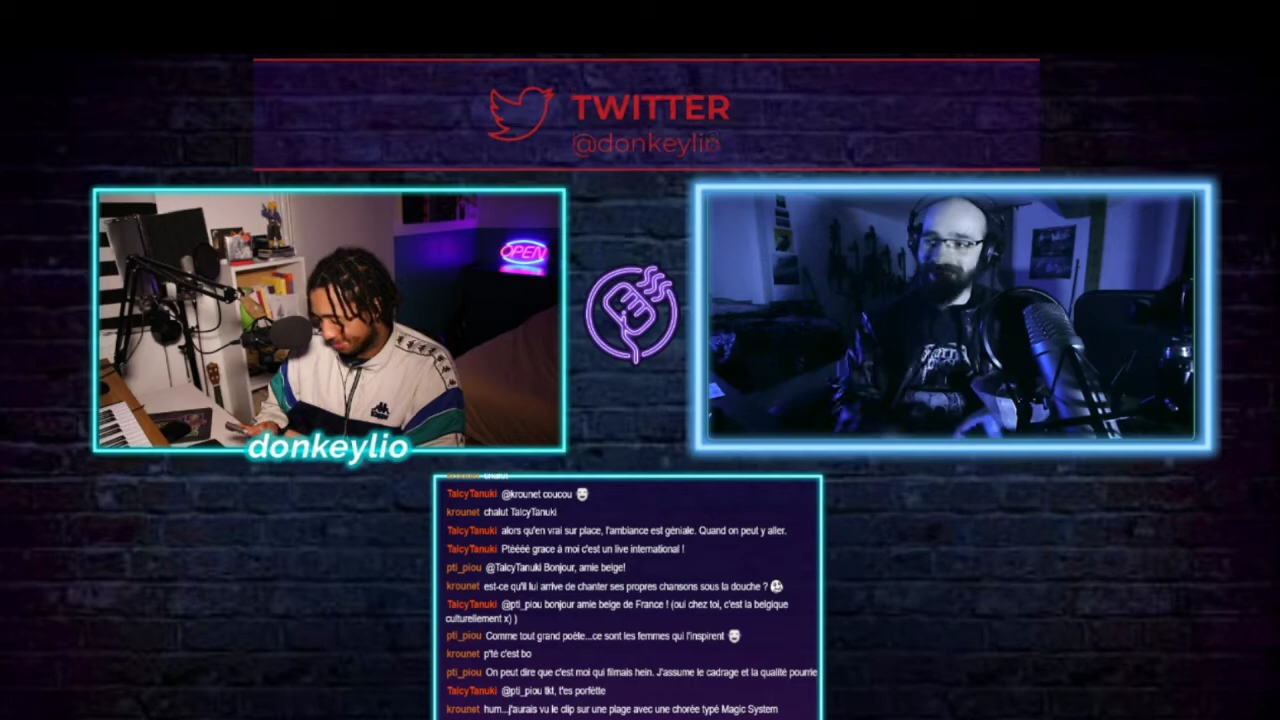 TWITTER
@donkeylio
OPEN
donkeylio
TalcyTanuki @krounet coucou
krounet chalut TalcyTanuki
TalcyTanuki alors qu'en vrai sur place, l'ambiance est géniale. Quand on peut y aller.
TalcyTanuki Ptéééé grace à moi c'est un live international !
pti_piou @TalcyTanuki Bonjour, amie belge!
krounet est-ce qu'il lui arrive de chanter ses propres chansons sous la douche ?
TalcyTanuki @pti_piou bonjour amie belge de France ! (oui chez toi, c'est la belgique
culturellement x) )
pti_piou Comme tout grand poête...ce sont les femmes qui l'inspirent
krounet p'té c'est bo
pti_piou On peut dire que c'est moi qui filmais hein. J'assume le cadrage et la qualité pourrie
TalcyTanuki @pti_piou tkt, t'es porfètte
krounet hum...j'aurais vu le clip sur une plage avec une chorée typé Magic System